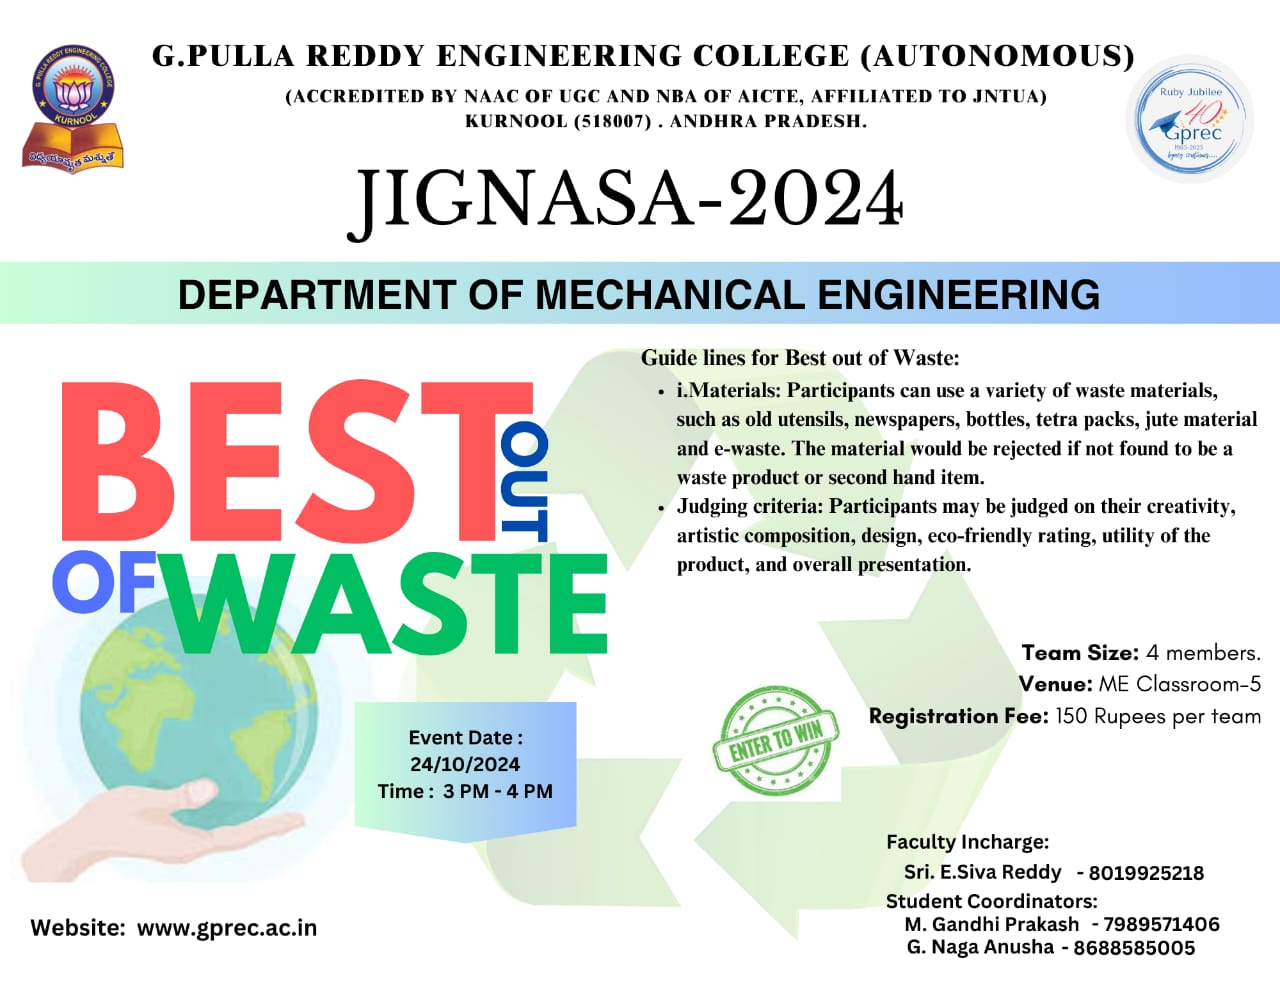 G.PULLA REDDY ENGINEERING COLLEGE (AUTONOMOUS)
(ACCREDITED BY NAAC OF UGC AND NBA OF AICTE, AFFILIATED TO JNTUA)
KURNOOL (518007) . ANDHRA PRADESH.
G. PULLA REDDY ENGINEERING COLLEGE
KURNOOL
Ruby Jubilee
40
Gprec
1985-2025
JIGNASA-2024
DEPARTMENT OF MECHANICAL ENGINEERING
BEST
OUT
OF WASTE
Guide lines for Best out of Waste:
• i.Materials: Participants can use a variety of waste materials,
such as old utensils, newspapers, bottles, tetra packs, jute material
and e-waste. The material would be rejected if not found to be a
waste product or second hand item.
• Judging criteria: Participants may be judged on their creativity,
artistic composition, design, eco-friendly rating, utility of the
product, and overall presentation.
Team Size: 4 members.
Venue: ME Classroom-5
Registration Fee: 150 Rupees per team
ENTER TO WIN
Event Date :
24/10/2024
Time : 3 PM - 4 PM
Faculty Incharge:
Sri. E.Siva Reddy - 8019925218
Student Coordinators:
M. Gandhi Prakash - 7989571406
G. Naga Anusha - 8688585005
Website: www.gprec.ac.in